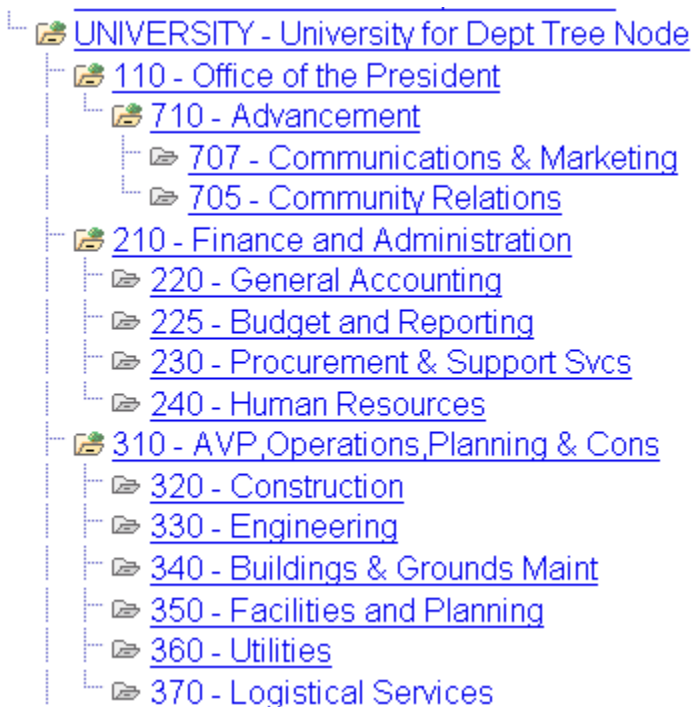 UNIVERSITY - University for Dept Tree Node
110 - Office of the President
710 - Advancement
707 - Communications & Marketing
705 - Community Relations
210 - Finance and Administration
220 - General Accounting
225 - Budget and Reporting
230 - Procurement & Support Svcs
240 - Human Resources
310 - AVP,Operations,Planning & Cons
320 - Construction
330 - Engineering
340 - Buildings & Grounds Maint
350 - Facilities and Planning
360 - Utilities
370 - Logistical Services